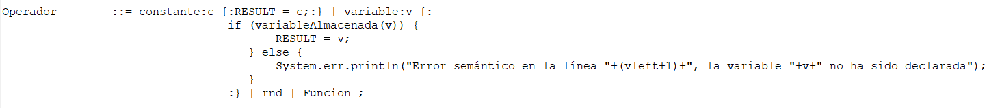 Operador ::= constante:c {:RESULT = c;:} | variable:v {:
if (variableAlmacenada(v)) {
RESULT = v;
} else {
System.err.println("Error semántico en la línea "+(vleft+1)+", la variable "+v+" no ha sido declarada");
}
:} | rnd | Funcion ;